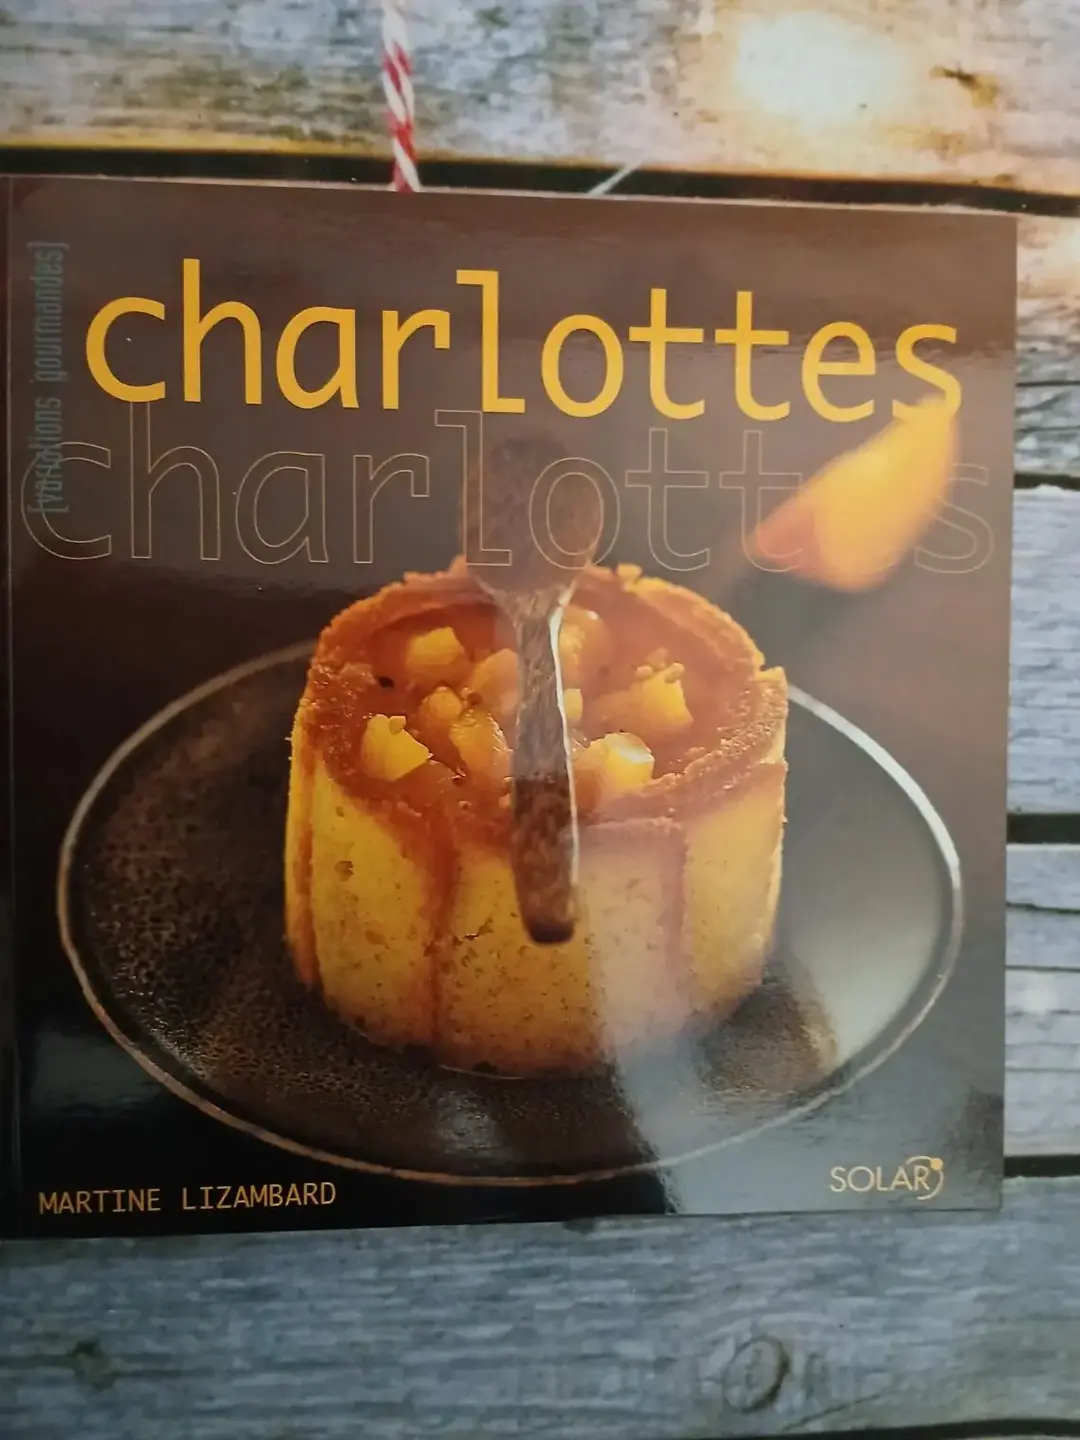 [variations gourmandes]
charlottes
charlottes
MARTINE LIZAMBARD
SOLAR